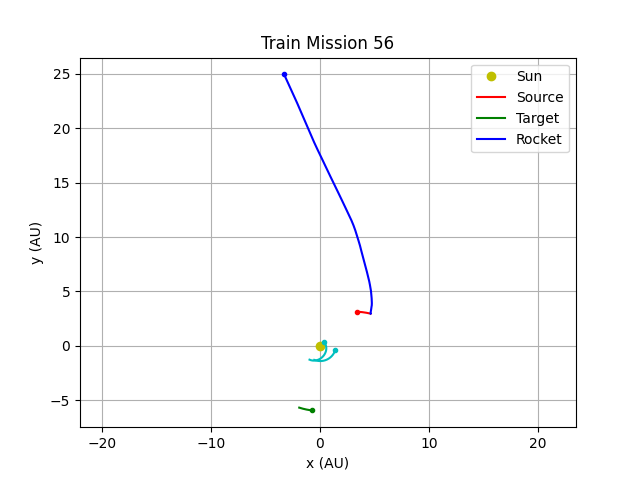 Train Mission 56
Sun
Source
Target
Rocket
25
20
15
10
5
0
−5
y (AU)
−20
−10
0
10
20
x (AU)